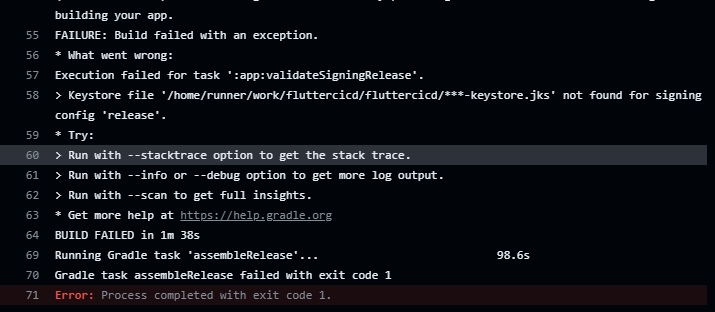 building your app.
55 FAILURE: Build failed with an exception.
56 * What went wrong:
57 Execution failed for task ':app:validateSigningRelease'.
58 > Keystore file '/home/runner/work/fluttercicd/fluttercicd/***-keystore.jks' not found for signing
config 'release'.
59 * Try:
60 > Run with --stacktrace option to get the stack trace.
61 > Run with --info or --debug option to get more log output.
62 > Run with --scan to get full insights.
63 * Get more help at https://help.gradle.org
64 BUILD FAILED in 1m 38s
69 Running Gradle task 'assembleRelease'... 98.6s
70 Gradle task assembleRelease failed with exit code 1
71 Error: Process completed with exit code 1.